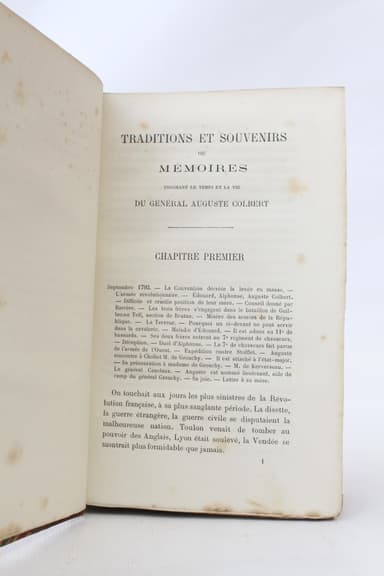 TRADITIONS ET SOUVENIRS
OU
MÉMOIRES
TOUCHANT LE TEMPS ET LA VIE
DU GÉNÉRAL AUGUSTE COLBERT
CHAPITRE PREMIER
Septembre 1793. — La Convention décrète la levée en masse. —
L'armée révolutionnaire. — Édouard, Alphonse, Auguste Colbert.
— Difficile et cruelle position de leur mère. — Conseil donné par
Barrère. — Les trois frères s'engagent dans le bataillon de Guil-
laume Tell, section de Brutus. — Misère des armées de la Répu-
blique. — La Terreur. — Pourquoi un ci-devant ne peut servir
dans la cavalerie. — Maladie d'Édouard. — Il est admis au 11e de
hussards. — Ses deux frères entrent au 7e régiment de chasseurs.
— Déception. — Duel d'Alphonse. — Le 7e de chasseurs fait partie
de l'armée de l'Ouest. — Expédition contre Stofflet. — Auguste
rencontre à Chollet M. de Grouchy. — Il est attaché à l'état-major.
— Sa présentation à madame de Grouchy. — M. de Kerversau. —
Le général Canclaux. — Auguste est nommé lieutenant, aide de
camp du général Grouchy. — Sa joie. — Lettre à sa mère.
On touchait aux jours les plus sinistres de la Révo-
lution française, à sa plus sanglante période. La disette,
la guerre étrangère, la guerre civile se disputaient la
malheureuse nation. Toulon venait de tomber au
pouvoir des Anglais, Lyon était soulevé, la Vendée se
montrait plus formidable que jamais.
1